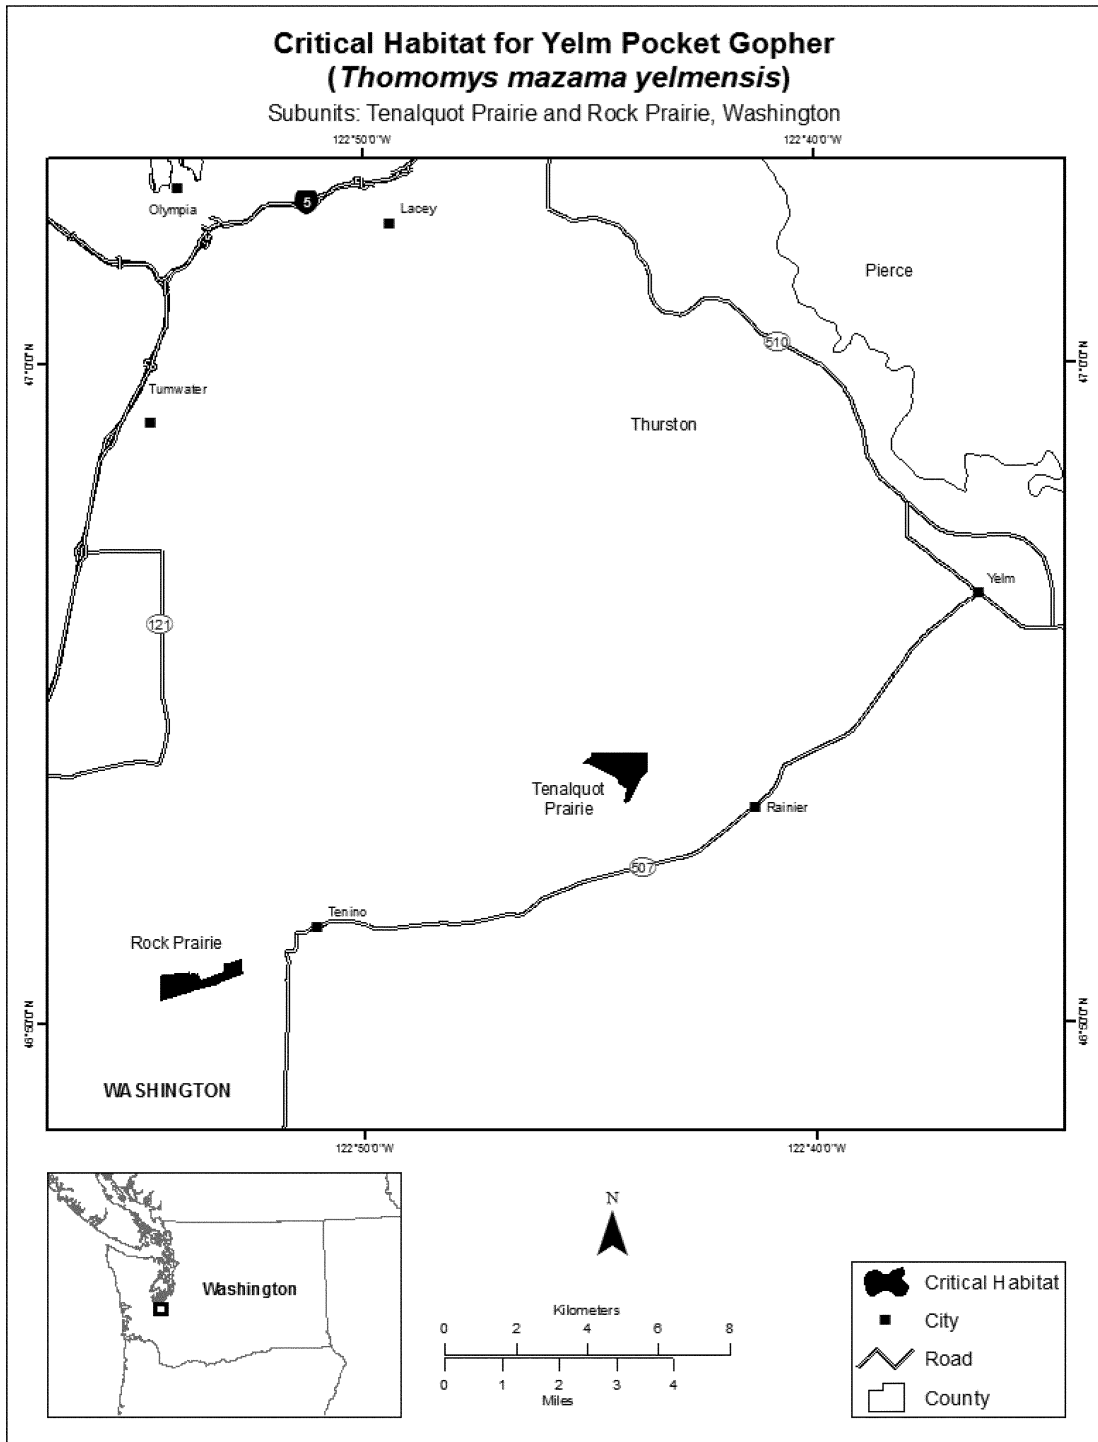 Critical Habitat for Yelm Pocket Gopher
(Thomomys mazama yelmensis)
Subunits: Tenalquot Prairie and Rock Prairie, Washington
122°50'0"W
122°40'0"W
Olympia
5
Lacey
Pierce
510
47°0'0"N
47°0'0"N
Tumwater
Thurston
Yelm
121
Tenalquot
Prairie
Rainier
507
Tenino
Rock Prairie
46°50'0"N
46°50'0"N
WASHINGTON
122°50'0"W
122°40'0"W
Washington
N
Kilometers
0 2 4 6 8
0 1 2 3 4
Miles
Critical Habitat
City
Road
County